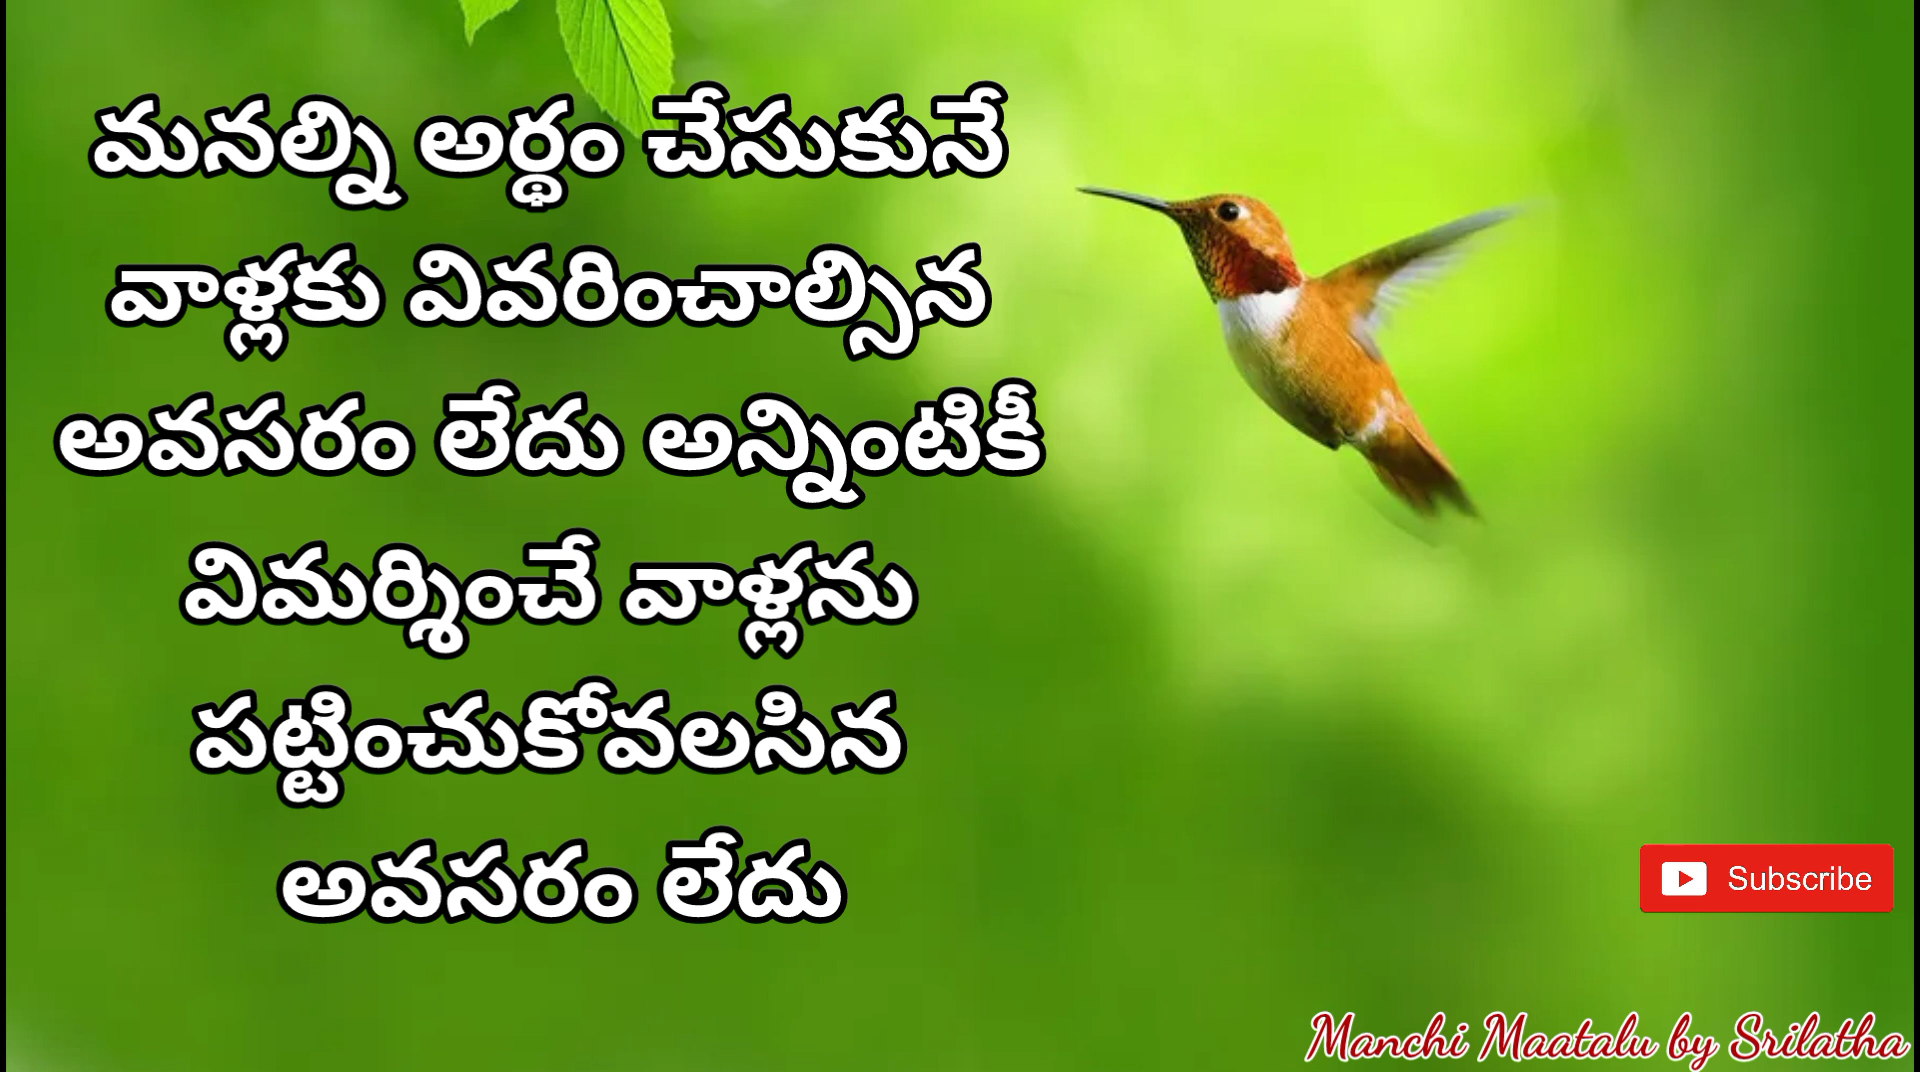 మనల్ని అర్థం చేసుకునే
వాళ్లకు వివరించాల్సిన
అవసరం లేదు అన్నింటికీ
విమర్శించే వాళ్లను
పట్టించుకోవలసిన
అవసరం లేదు
Subscribe
Manchi Maatalu by Srilatha